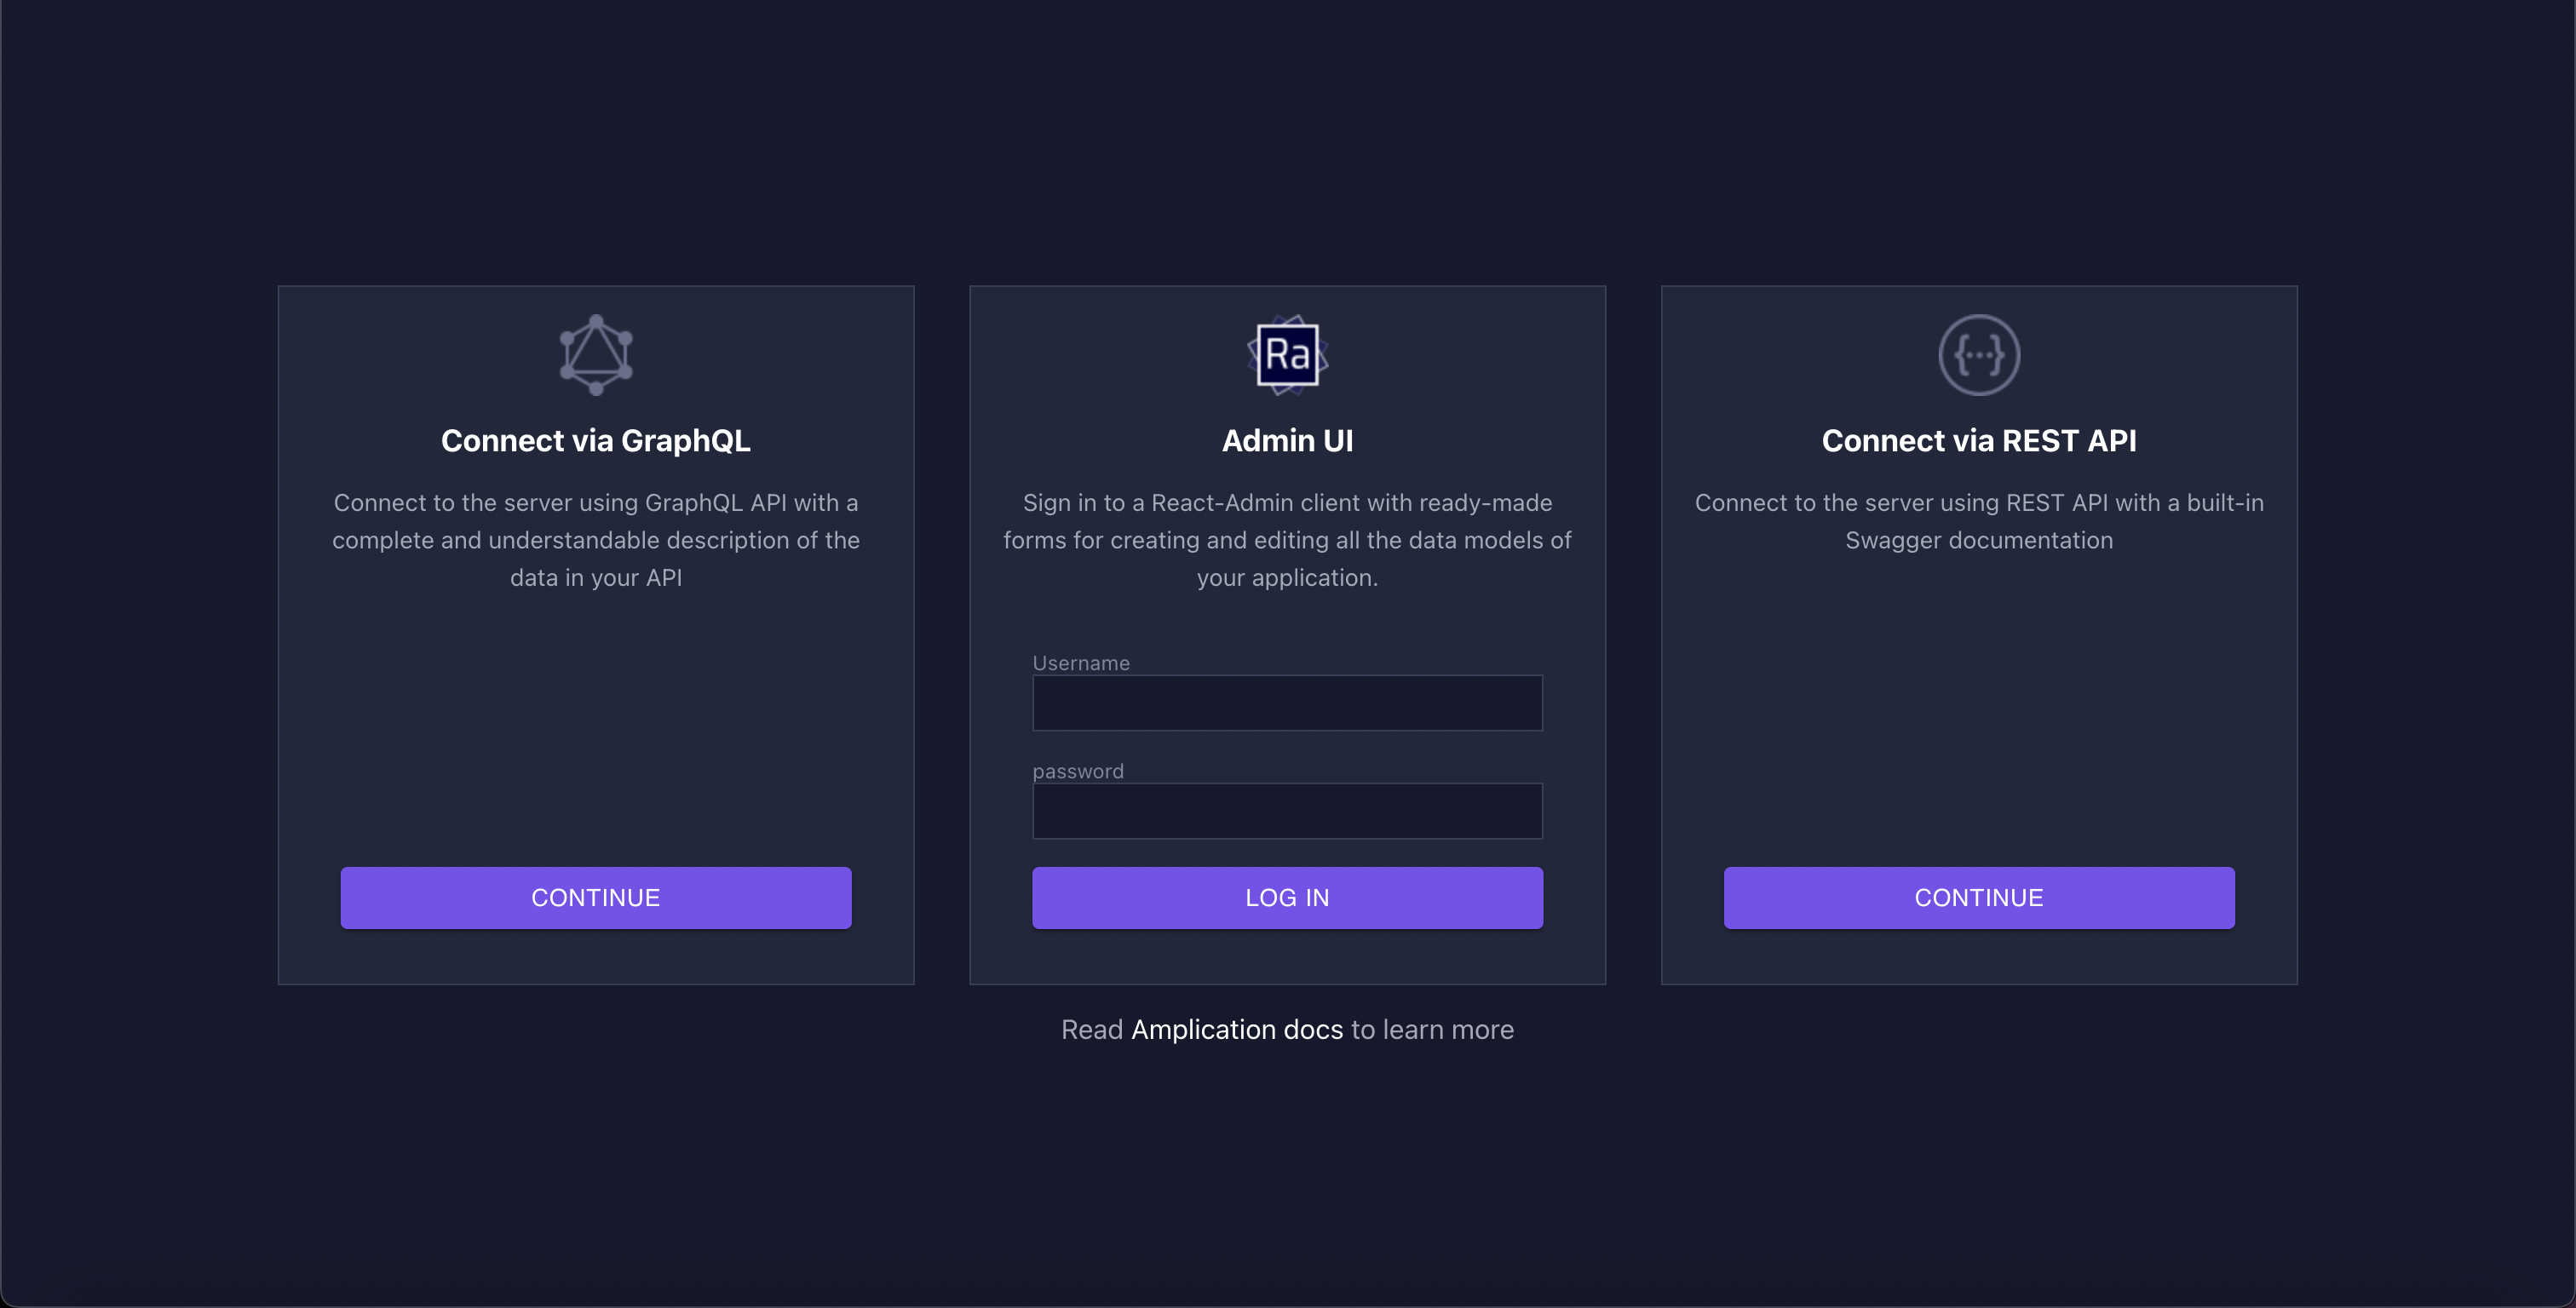 Connect via GraphQL
Connect to the server using GraphQL API with a
complete and understandable description of the
data in your API
CONTINUE
Ra
Admin UI
Sign in to a React-Admin client with ready-made
forms for creating and editing all the data models of
your application.
Username
password
LOG IN
{···}
Connect via REST API
Connect to the server using REST API with a built-in
Swagger documentation
CONTINUE
Read Amplication docs to learn more